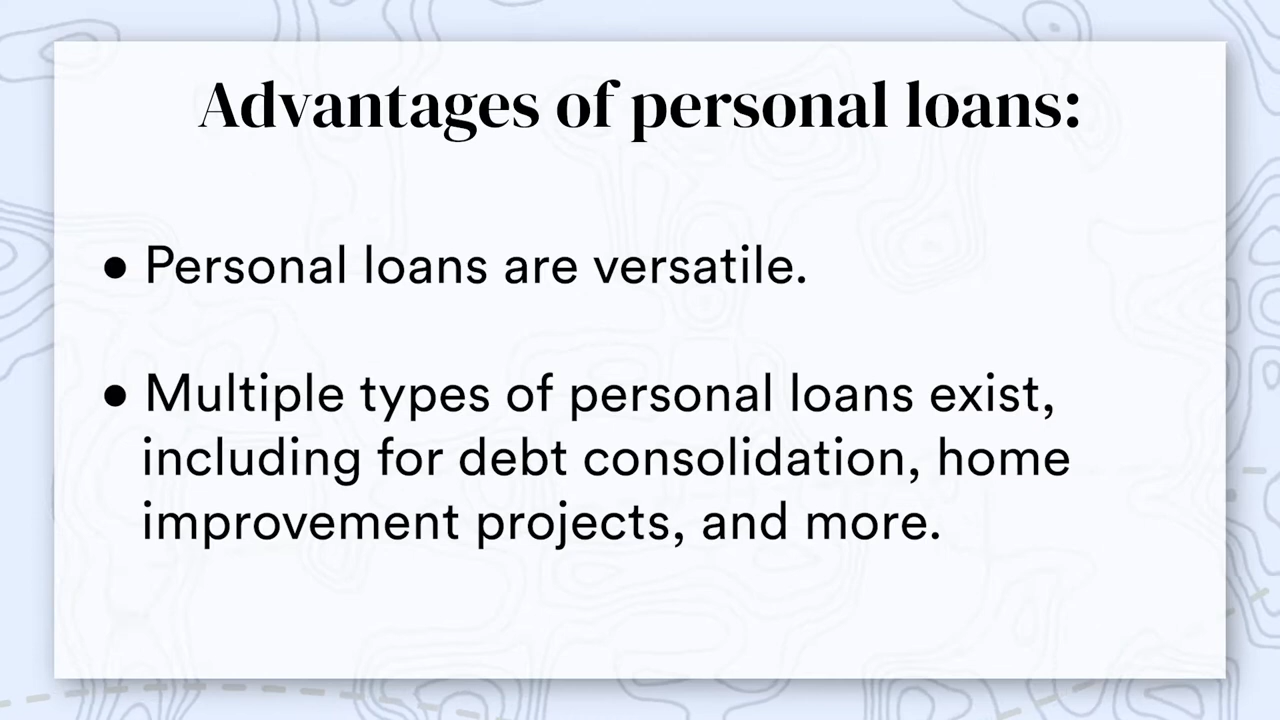 Advantages of personal loans:
● Personal loans are versatile.
● Multiple types of personal loans exist,
including for debt consolidation, home
improvement projects, and more.